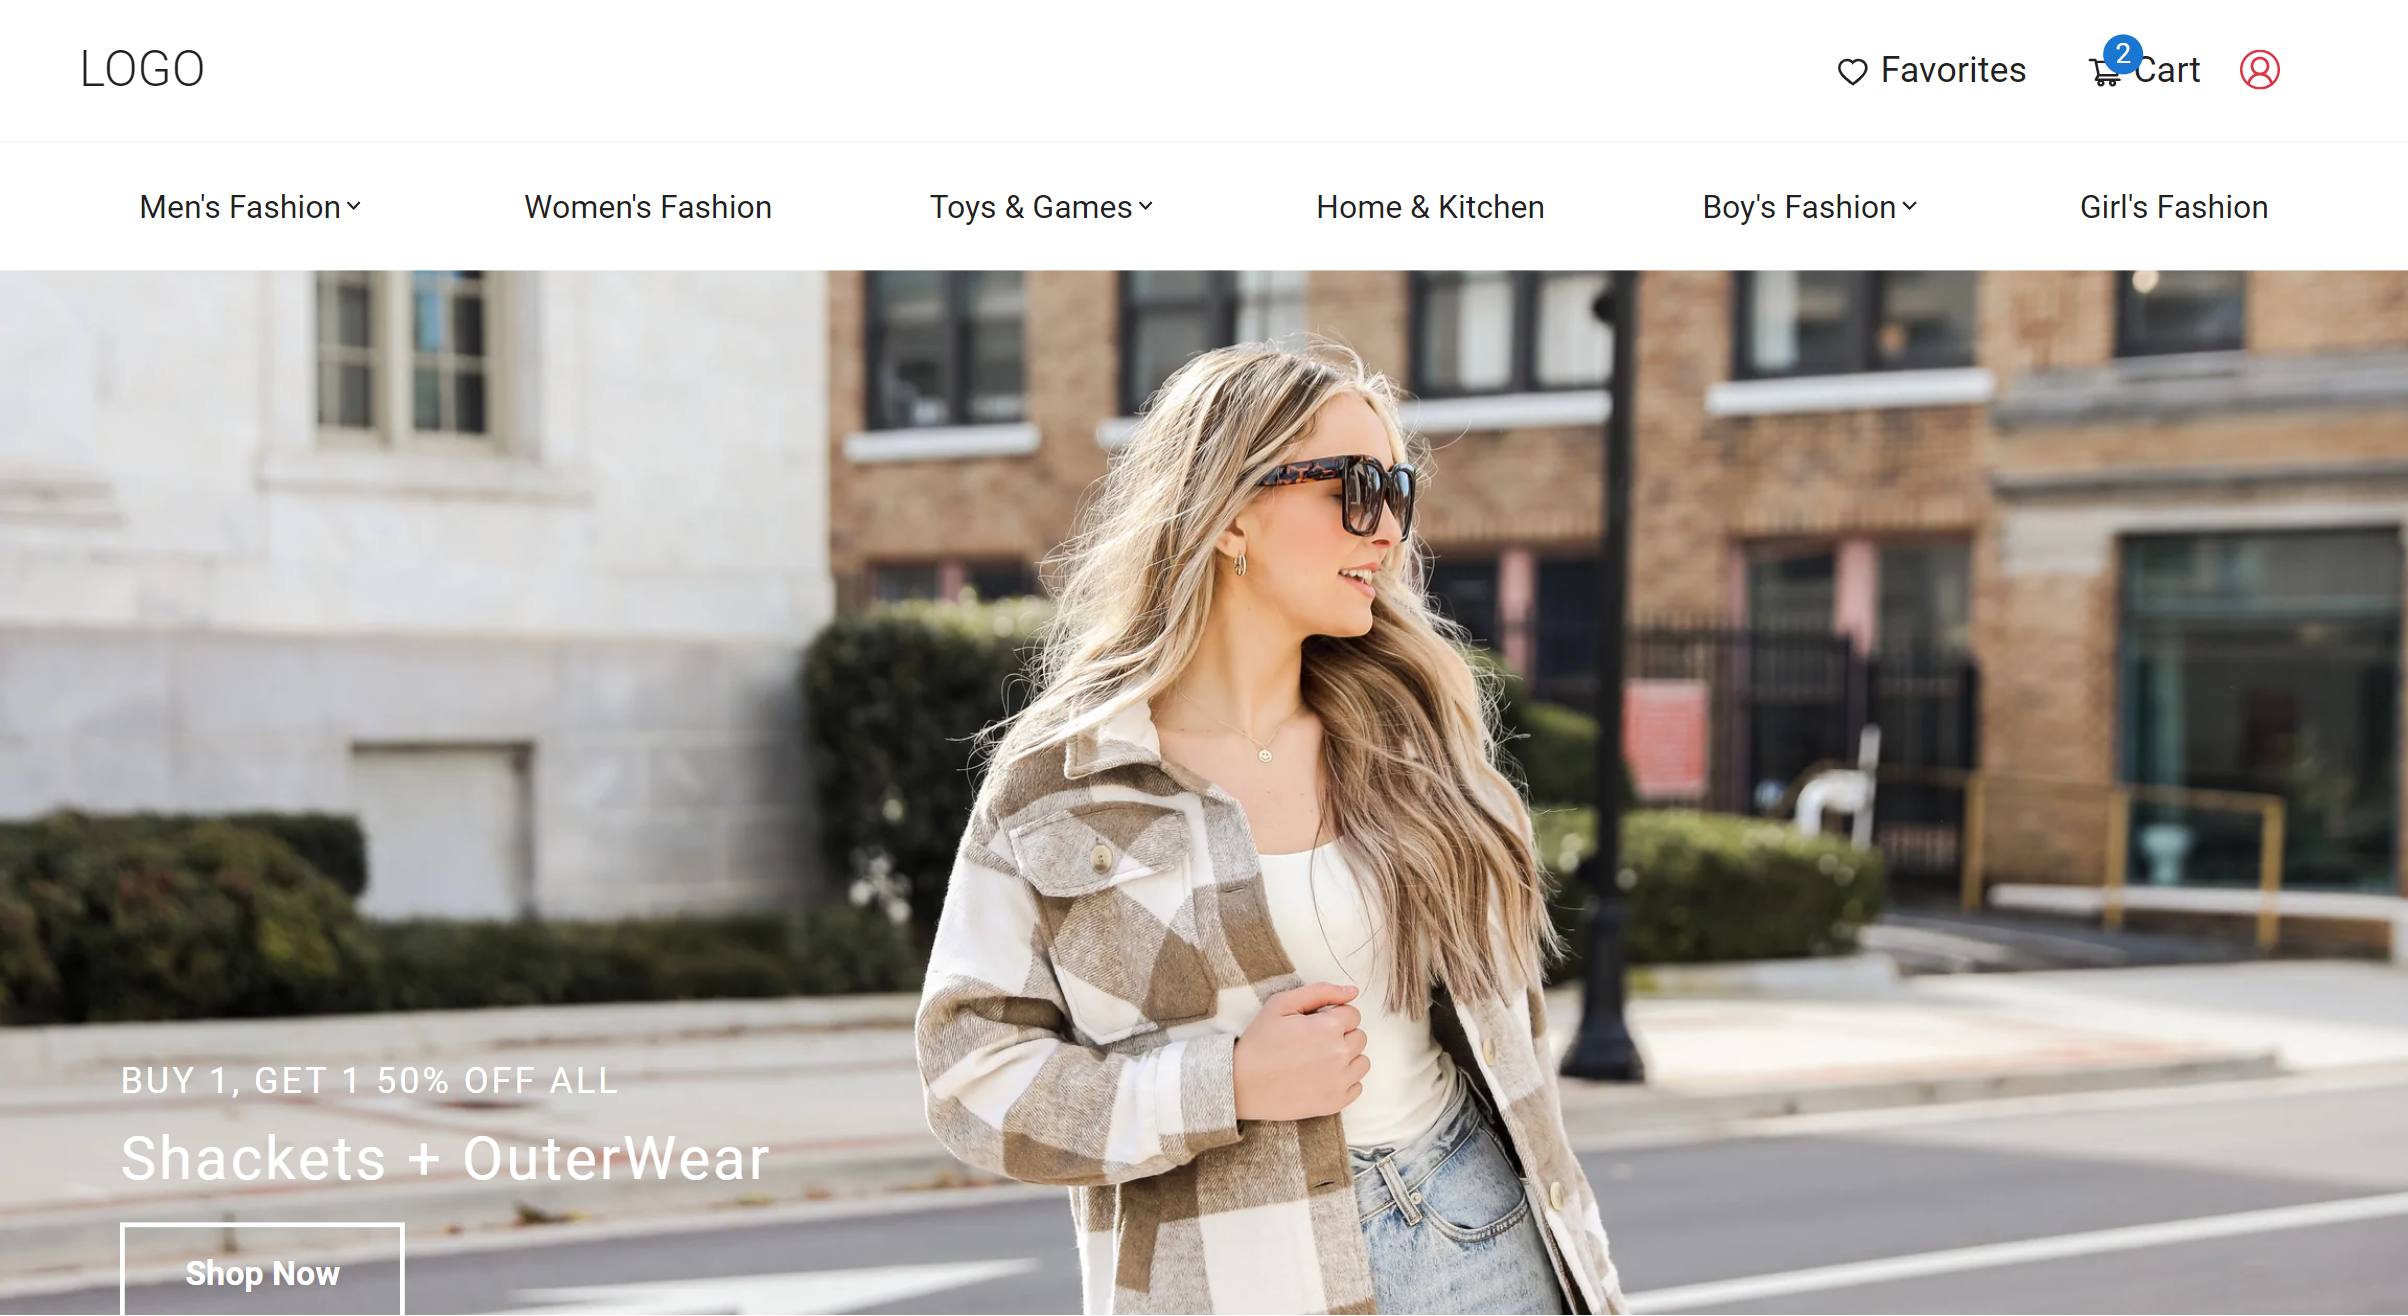 LOGO
Favorites
2
Cart
Men's Fashion
Women's Fashion
Toys & Games
Home & Kitchen
Boy's Fashion
Girl's Fashion
BUY 1, GET 1 50% OFF ALL
Shackets + OuterWear
Shop Now